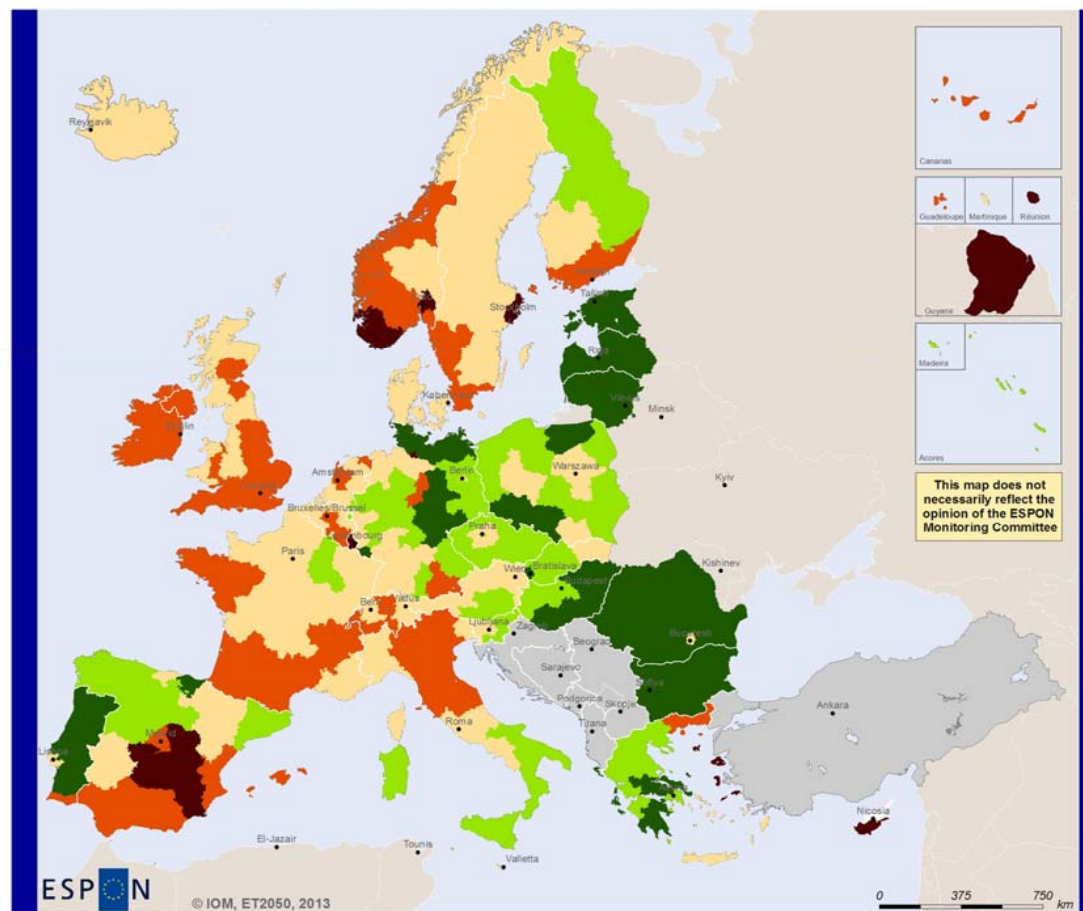 Reykjavik
Canarias
Guadeloupe
Martinique
Réunion
Guyane
Madeira
Acores
This map does not
necessarily reflect the
opinion of the ESPON
Monitoring Committee
Stockholm
Tallinn
Riga
Vilnius
Minsk
København
Dublin
Amsterdam
Berlin
Warszawa
Kyiv
Bruxelles/Brussel
Luxembourg
Praha
Paris
Kishinev
Wien
Bratislava
Budapest
Bern
Vaduz
Ljubljana
Zagreb
Bucuresti
Beograd
Sarajevo
Sofiya
Podgorica
Skopje
Tirana
Ankara
Roma
Madrid
Lisboa
Nicosia
El-Jazair
Tounis
Valletta
ESPON
© IOM, ET2050, 2013
0 375 750
km